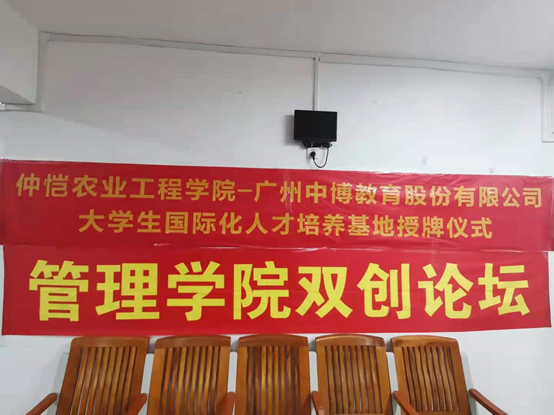 仲恺农业工程学院-广州中博教育股份有限公司
大学生国际化人才培养基地授牌仪式
管理学院双创论坛